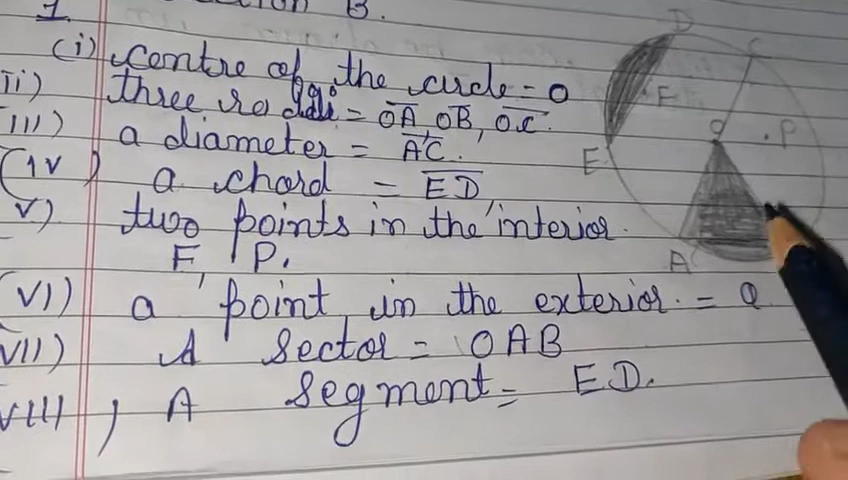 1. B.
(i) centre of the circle = O
ii) three radii = OA, OB, OC.
iii) a diameter = AC.
(iv) a chord = ED,
v) two points in the interior.
F, P.
(vi) a point in the exterior. = Q
vii) A sector = OAB
viii, A segment = ED.
D
C
F
O
P
E
A